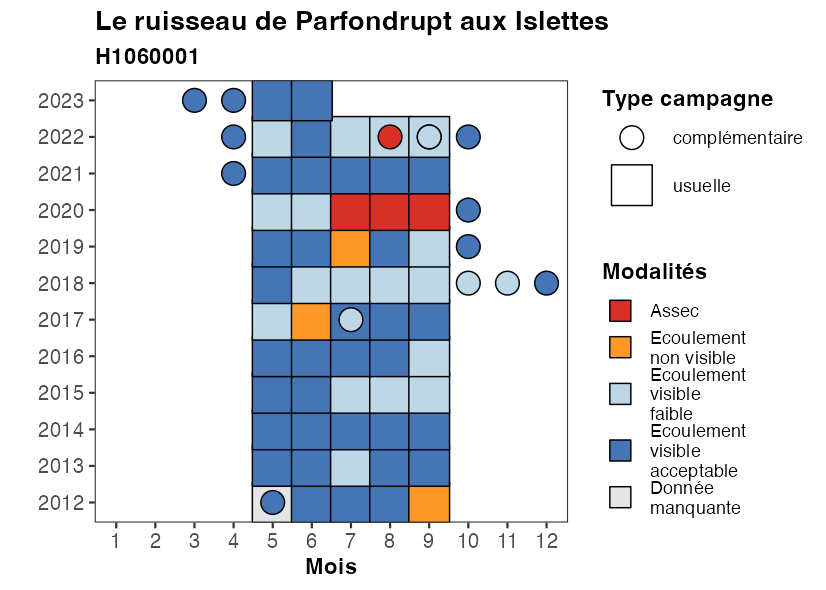 Le ruisseau de Parfondrupt aux Islettes
H1060001
2023
2022
2021
2020
2019
2018
2017
2016
2015
2014
2013
2012
1 2 3 4 5 6 7 8 9 10 11 12
Mois
Type campagne
complémentaire
usuelle
Modalités
Assec
Ecoulement
non visible
Ecoulement
visible
faible
Ecoulement
visible
acceptable
Donnée
manquante